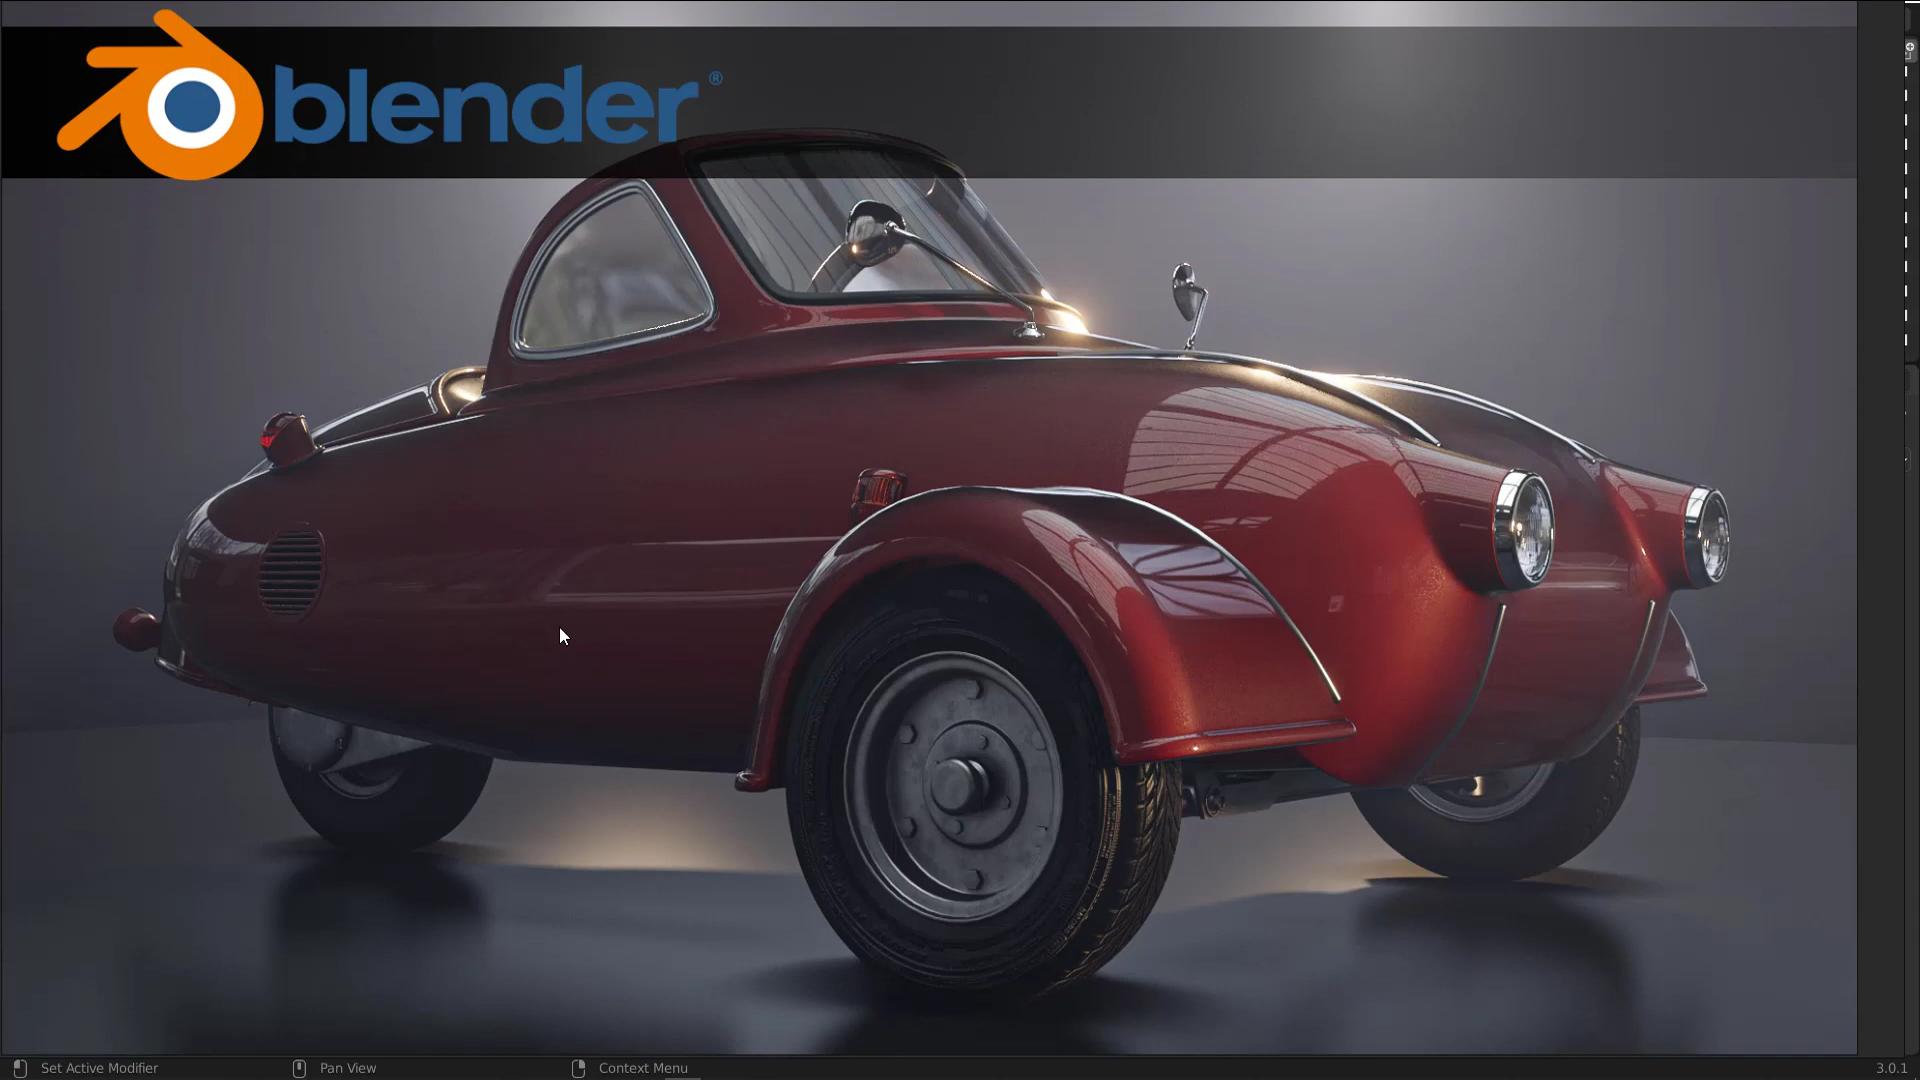 blender®
Set Active Modifier
Pan View
Context Menu
3.0.1